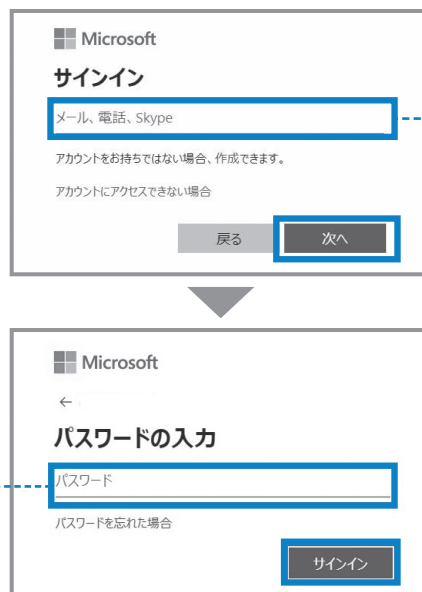 Microsoft
サインイン
メール、電話、Skype
アカウントをお持ちではない場合、作成できます。
アカウントにアクセスできない場合
戻る
次へ
Microsoft
←
パスワードの入力
パスワード
パスワードを忘れた場合
サインイン